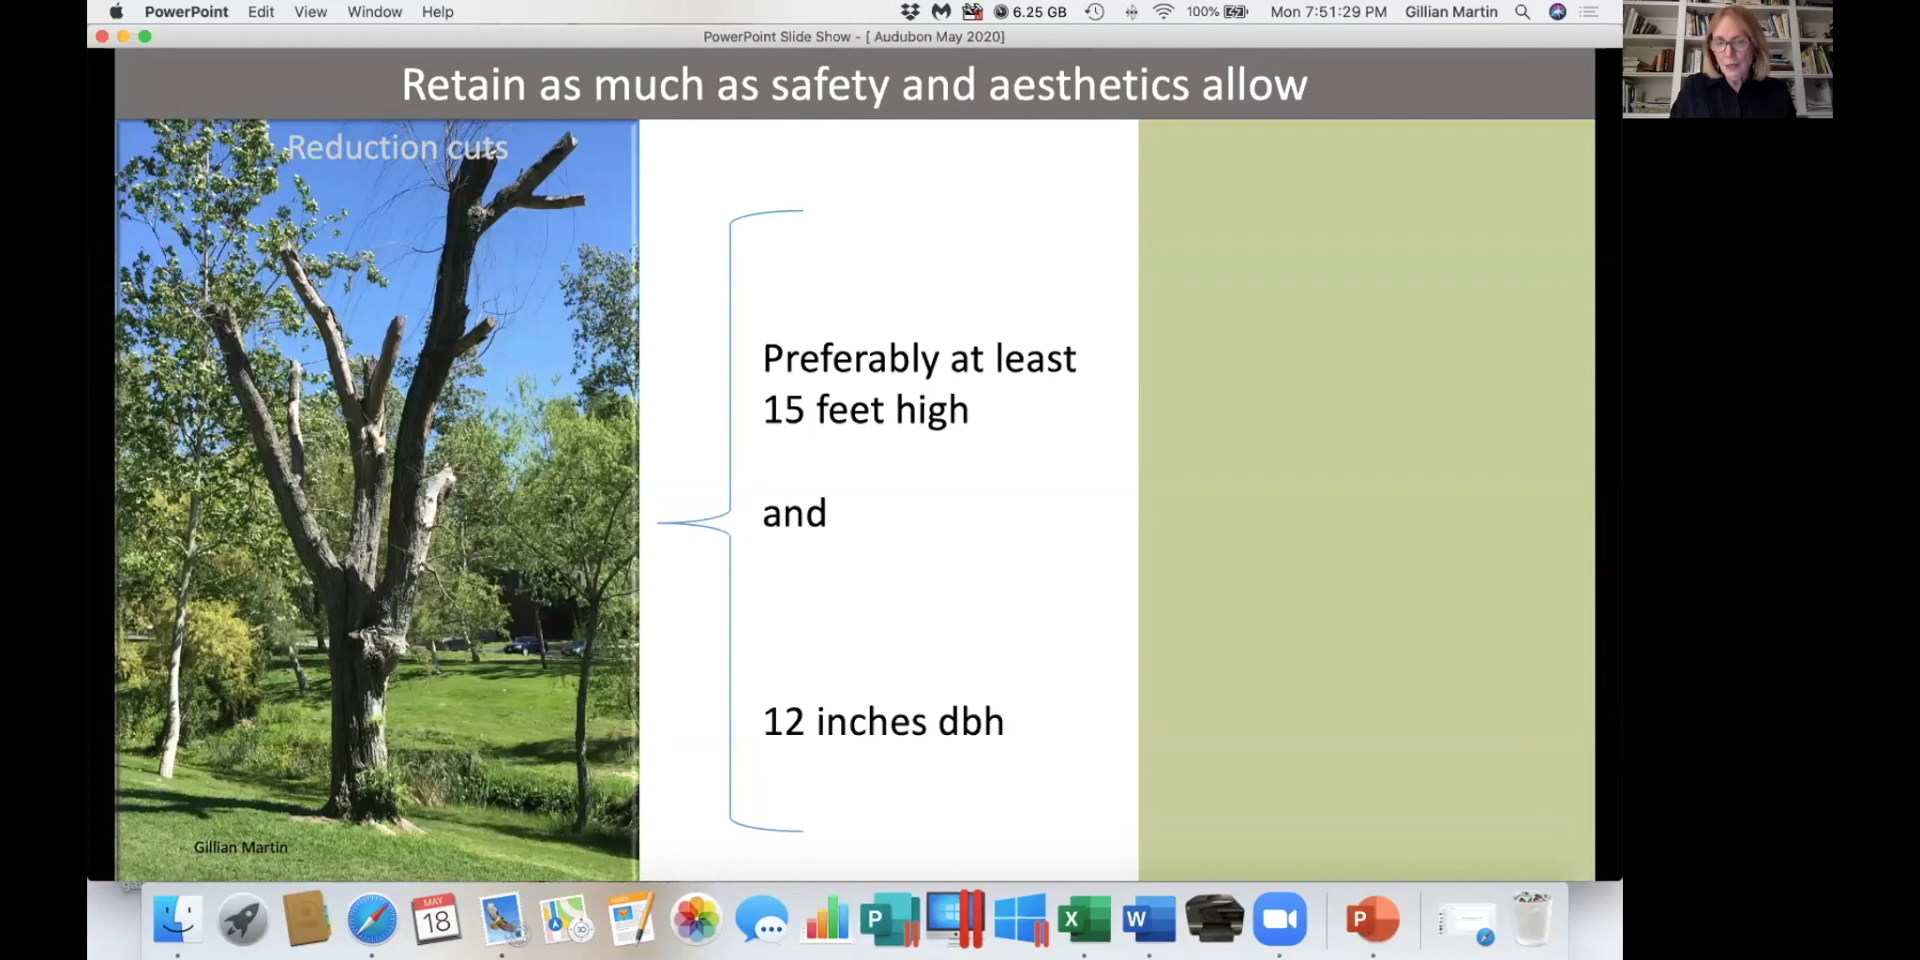 PowerPoint Edit View Window Help 6.25 GB 100% Mon 7:51:29 PM Gillian Martin
PowerPoint Slide Show - [ Audubon May 2020]
Retain as much as safety and aesthetics allow
Reduction cuts
Preferably at least
15 feet high
and
12 inches dbh
Gillian Martin
MAY
18
3D
P
X
W
P